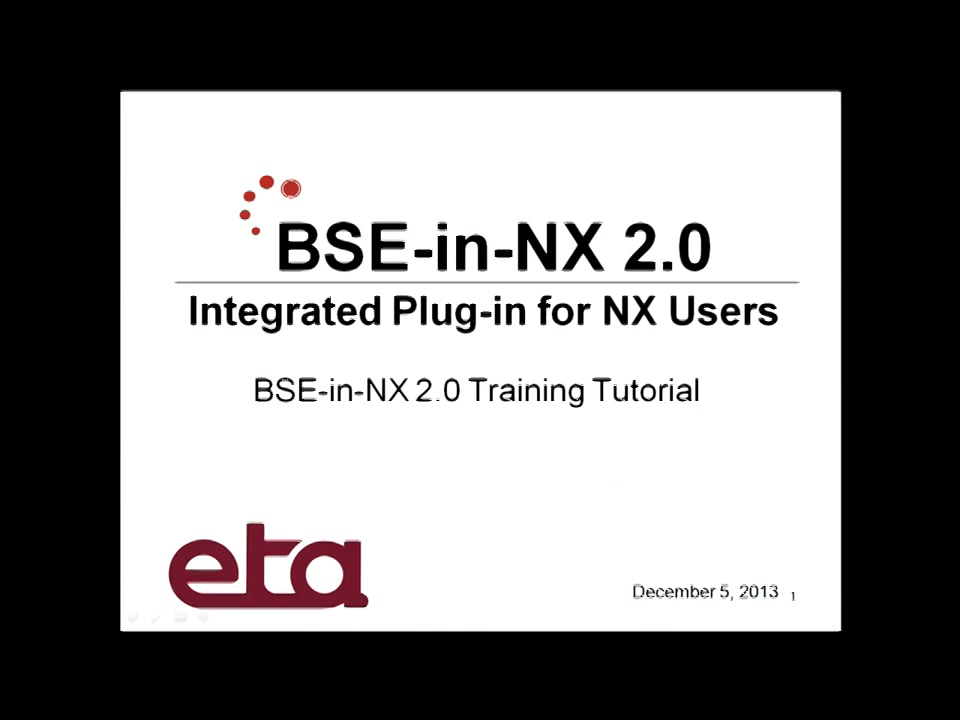 BSE-in-NX 2.0
Integrated Plug-in for NX Users
BSE-in-NX 2.0 Training Tutorial
eta
December 5, 2013
1